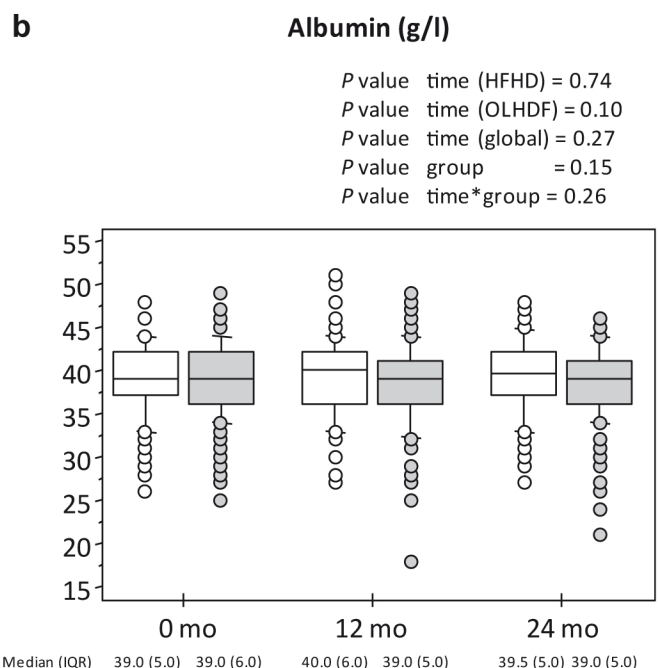 b
Albumin (g/l)
P value time (HFHD) = 0.74
P value time (OLHDF) = 0.10
P value time (global) = 0.27
P value group = 0.15
P value time*group = 0.26
55
50
45
40
35
30
25
20
15
0 mo 12 mo 24 mo
Median (IQR) 39.0 (5.0) 39.0 (6.0) 40.0 (6.0) 39.0 (5.0) 39.5 (5.0) 39.0 (5.0)